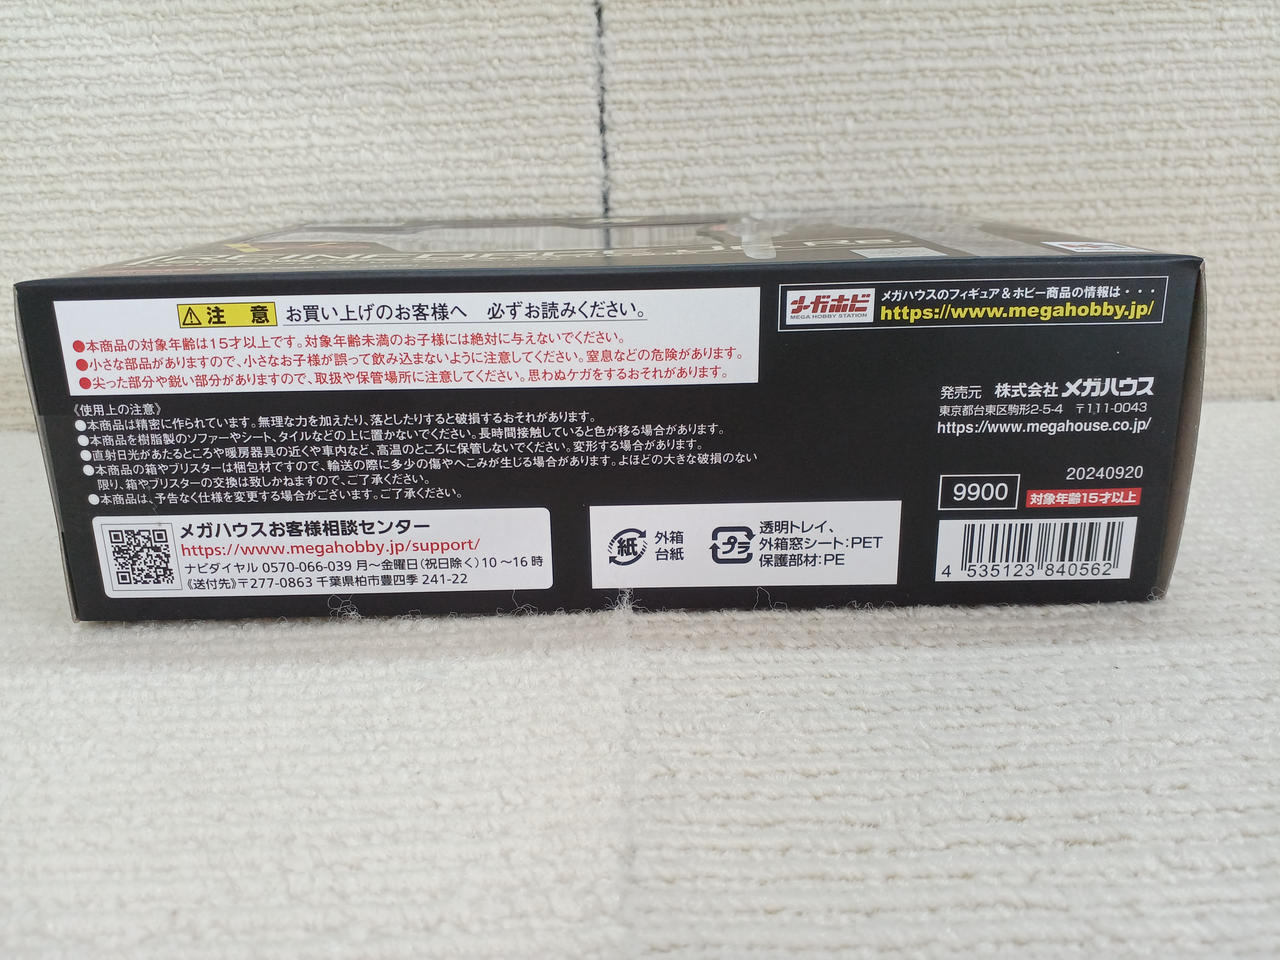 注 意 お買い上げのお客様へ 必ずお読みください。
●本商品の対象年齢は15才以上です。対象年齢未満のお子様には絶対に与えないでください。
●小さな部品がありますので、小さなお子様が誤って飲み込まないように注意してください。窒息などの危険があります。
●尖った部分や鋭い部分がありますので、取扱や保管場所に注意してください。思わぬケガをするおそれがあります。
《使用上の注意》
●本商品は精密に作られています。無理な力を加えたり、落としたりすると破損するおそれがあります。
●本商品を樹脂製のソファーやシート、タイルなどの上に置かないでください。長時間接触していると色が移る場合があります。
●直射日光があたるところや暖房器具の近くや車内など、高温のところに保管しないでください。変形する場合があります。
●本商品の箱やブリスターは梱包材ですので、輸送の際に多少の傷やへこみが生じる場合があります。よほどの大きな破損のない
限り、箱やブリスターの交換は致しかねますので、ご了承ください。
●本商品は、予告なく仕様を変更する場合がございます。ご了承ください。
メガハウスお客様相談センター
https://www.megahobby.jp/support/
ナビダイヤル 0570-066-039 月～金曜日(祝日除く)10～16時
《送付先》〒277-0863 千葉県柏市豊四季 241-22
紙
外箱
台紙
プラ
透明トレイ、
外箱窓シート:PET
保護部材:PE
メガホビ
MEGA HOBBY STATION
メガハウスのフィギュア＆ホビー商品の情報は・・・
https://www.megahobby.jp/
発売元 株式会社メガハウス
東京都台東区駒形2-5-4 〒111-0043
https://www.megahouse.co.jp/
20240920
9900
対象年齢15才以上
4 535123 840562